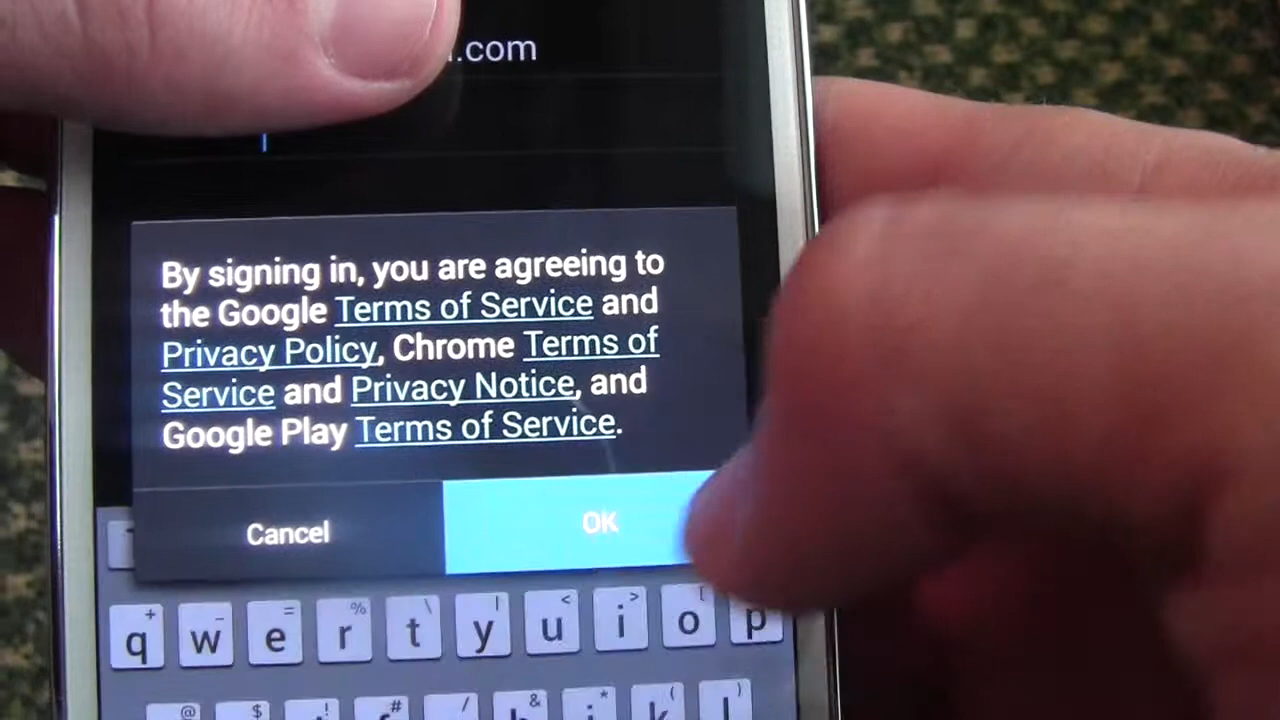 .com
By signing in, you are agreeing to
the Google Terms of Service and
Privacy Policy, Chrome Terms of
Service and Privacy Notice, and
Google Play Terms of Service.
Cancel OK
+ - = % \ | < > [
q w e r t y u i o p
@ $ ! # / & * ( )
k l